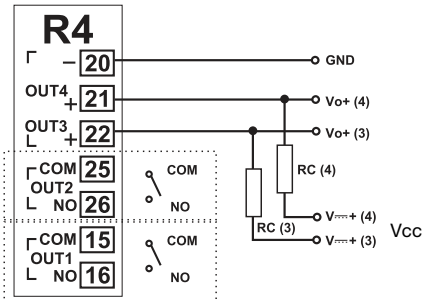 R4
− 20 GND
OUT4 + 21 Vo+ (4)
OUT3 + 22 Vo+ (3)
COM 25 COM
OUT2
NO 26 NO
RC (4)
RC (3)
V⎓+ (4)
V⎓+ (3)
Vcc
COM 15 COM
OUT1
NO 16 NO